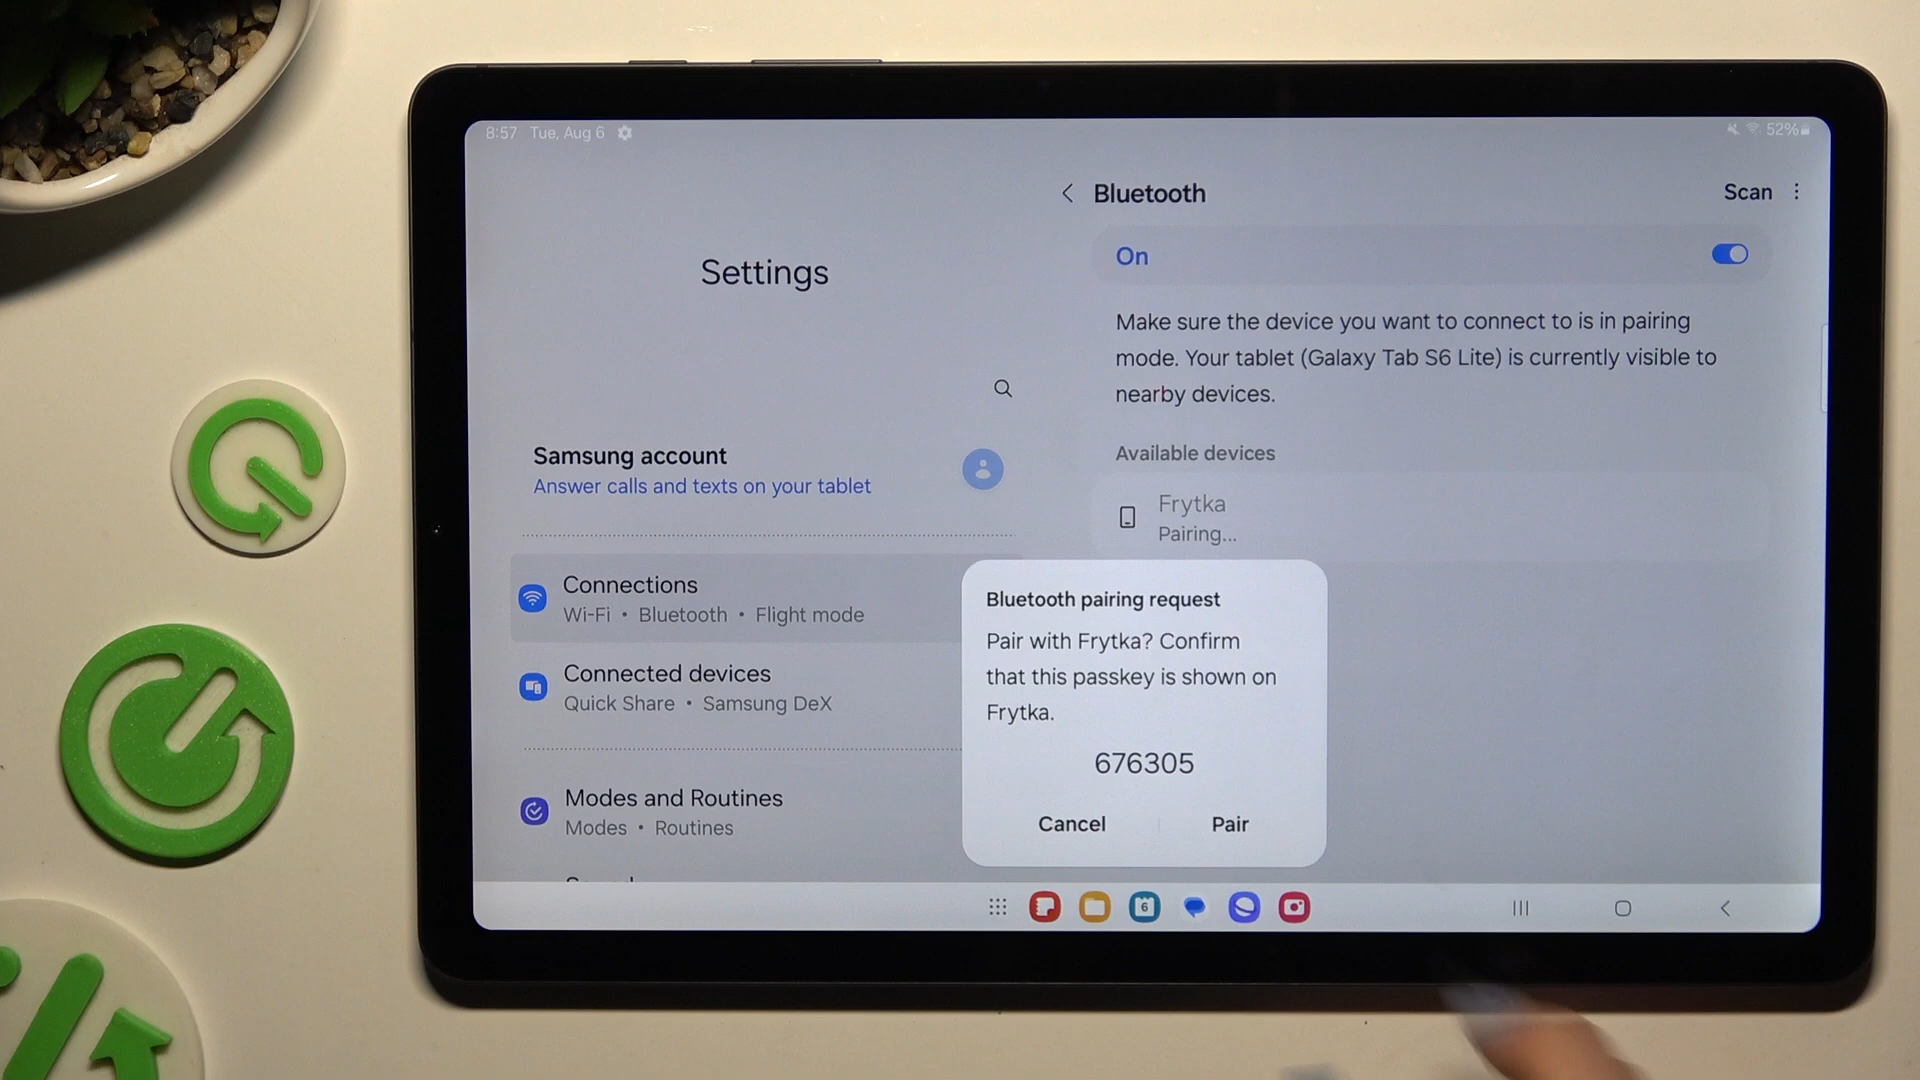 8:57 Tue, Aug 6
52%
Settings
Samsung account
Answer calls and texts on your tablet
Connections
Wi-Fi • Bluetooth • Flight mode
Connected devices
Quick Share • Samsung DeX
Modes and Routines
Modes • Routines
Bluetooth
Scan
On
Make sure the device you want to connect to is in pairing
mode. Your tablet (Galaxy Tab S6 Lite) is currently visible to
nearby devices.
Available devices
Frytka
Pairing...
Bluetooth pairing request
Pair with Frytka? Confirm
that this passkey is shown on
Frytka.
676305
Cancel
Pair
6